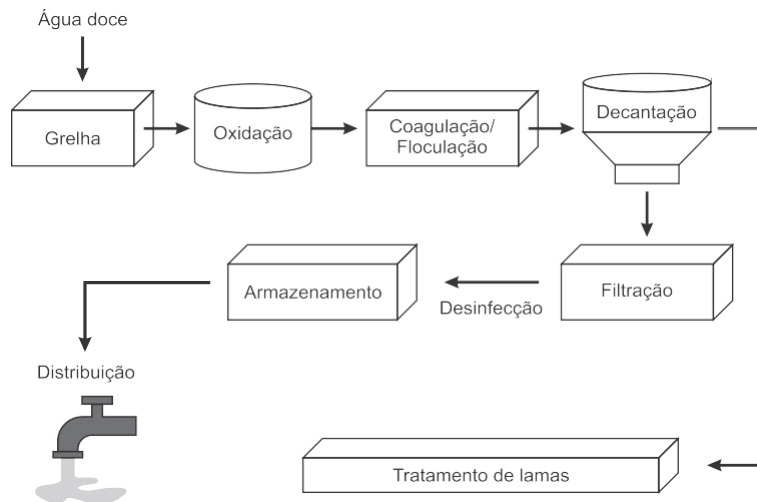 Água doce
Grelha
Oxidação
Coagulação/
Floculação
Decantação
Filtração
Desinfecção
Armazenamento
Distribuição
Tratamento de lamas